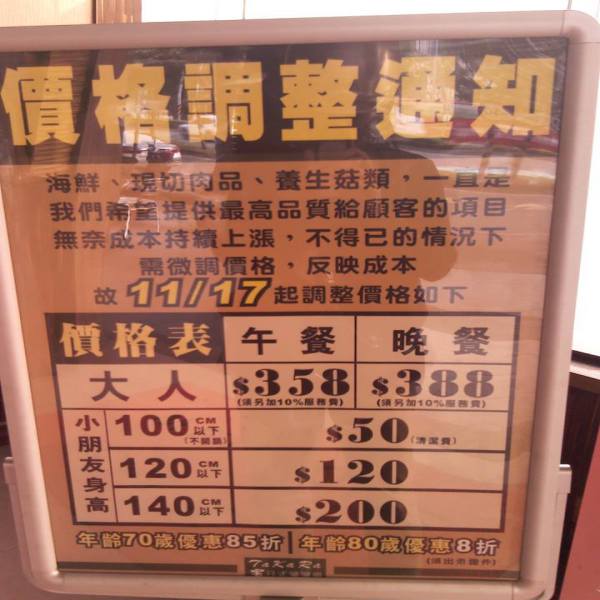 價格調整通知
海鮮、現切肉品、養生菇類，一直是
我們希望提供最高品質給顧客的項目
無奈成本持續上漲，不得已的情況下
需微調價格，反映成本
故11/17起調整價格如下
價格表 午餐 晚餐
大人 $358 $388
(須另加10%服務費) (須另加10%服務費)
小朋友身高
100CM以下(不開鍋) $50(清潔費)
120CM以下 $120
140CM以下 $200
年齡70歲優惠85折 年齡80歲優惠8折
(須出示證件)
TaKaRa